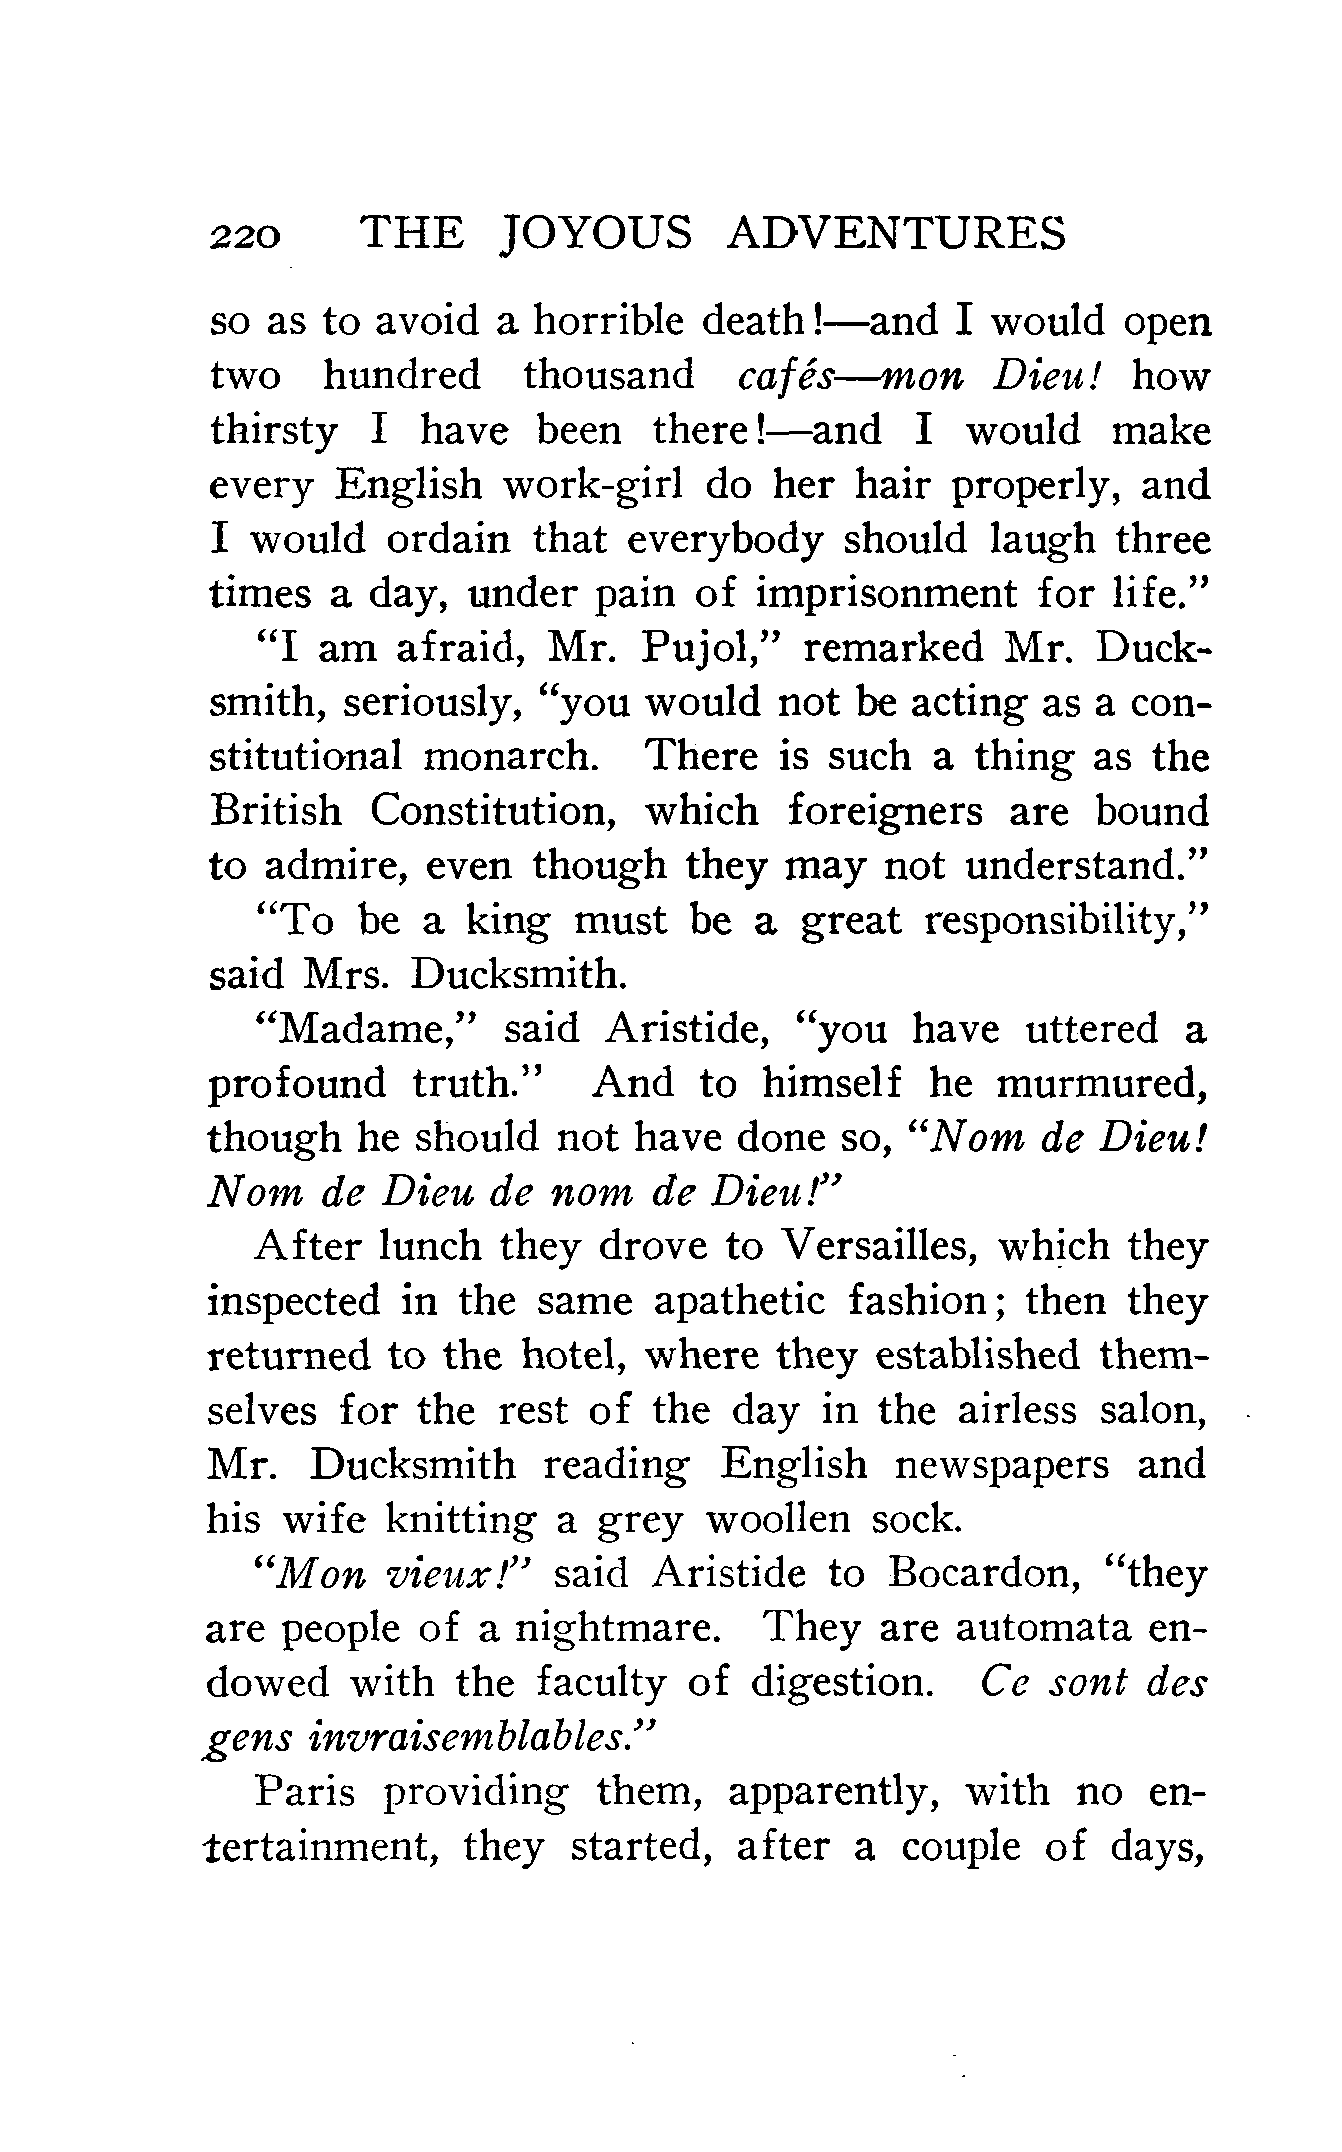 220 THE JOYOUS ADVENTURES
so as to avoid a horrible death!—and I would open
two hundred thousand cafés—mon Dieu! how
thirsty I have been there!—and I would make
every English work-girl do her hair properly, and
I would ordain that everybody should laugh three
times a day, under pain of imprisonment for life."
"I am afraid, Mr. Pujol," remarked Mr. Duck-
smith, seriously, "you would not be acting as a con-
stitutional monarch. There is such a thing as the
British Constitution, which foreigners are bound
to admire, even though they may not understand."
"To be a king must be a great responsibility,"
said Mrs. Ducksmith.
"Madame," said Aristide, "you have uttered a
profound truth." And to himself he murmured,
though he should not have done so, "Nom de Dieu!
Nom de Dieu de nom de Dieu!"
After lunch they drove to Versailles, which they
inspected in the same apathetic fashion; then they
returned to the hotel, where they established them-
selves for the rest of the day in the airless salon,
Mr. Ducksmith reading English newspapers and
his wife knitting a grey woollen sock.
"Mon vieux!" said Aristide to Bocardon, "they
are people of a nightmare. They are automata en-
dowed with the faculty of digestion. Ce sont des
gens invraisemblables."
Paris providing them, apparently, with no en-
tertainment, they started, after a couple of days,